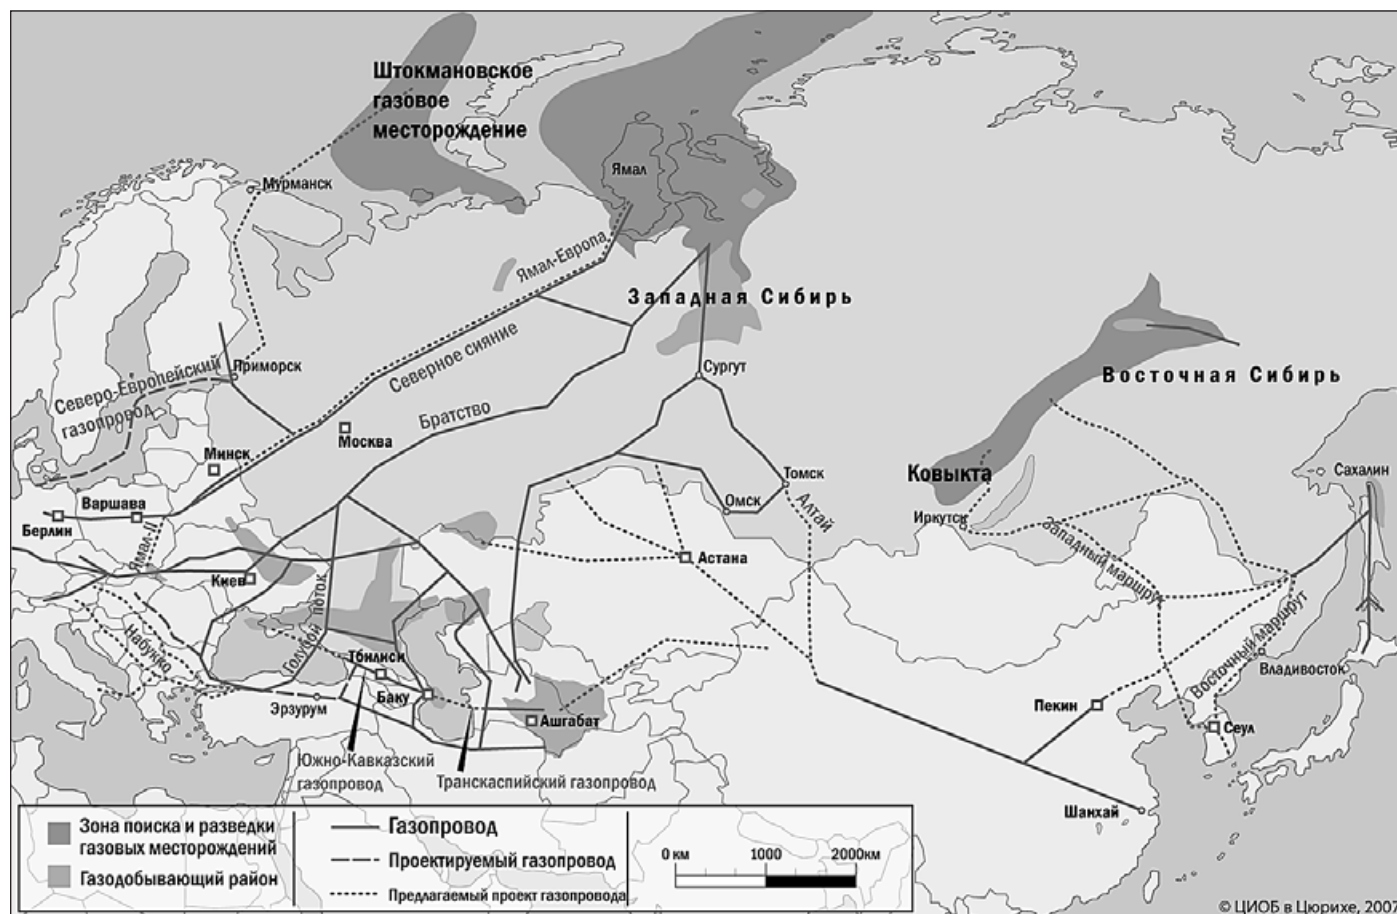 Штокмановское
газовое
месторождение
Мурманск
Ямал
Ямал-Европа
Западная Сибирь
Северное сияние
Сургут
Восточная Сибирь
Приморск
Северо-Европейский
газопровод
Братство
Москва
Минск
Варшава
Берлин
Ямал-II
Ковыкта
Сахалин
Томск
Омск
Алтай
Иркутск
Западный маршрут
Астана
Киев
Голубой поток
Набукко
Тбилиси
Баку
Эрзурум
Ашгабат
Восточный маршрут
Владивосток
Пекин
Сеул
Южно-Кавказский
газопровод
Транскаспийский газопровод
Шанхай
Зона поиска и разведки
газовых месторождений
Газодобывающий район
Газопровод
Проектируемый газопровод
Предлагаемый проект газопровода
0 км 1000 2000км
© ЦИОБ в Цюрихе, 2007